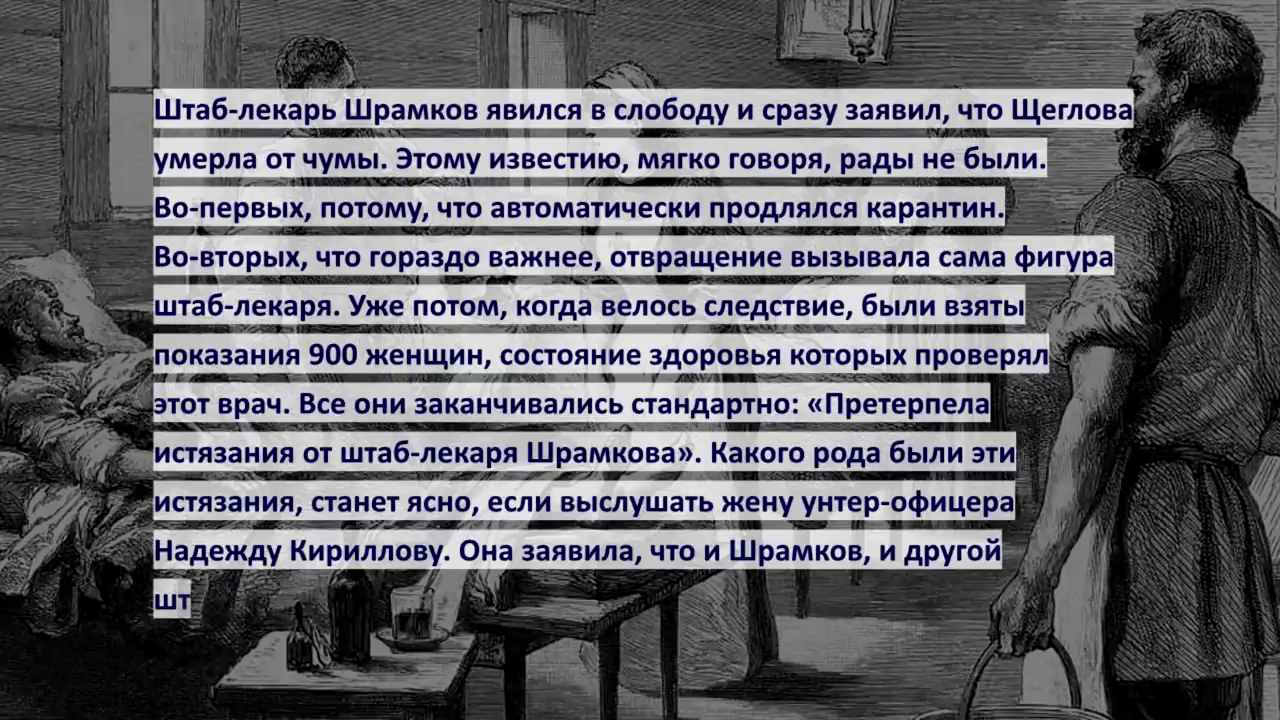 Штаб-лекарь Шрамков явился в слободу и сразу заявил, что Щеглова
умерла от чумы. Этому известию, мягко говоря, рады не были.
Во-первых, потому, что автоматически продлялся карантин.
Во-вторых, что гораздо важнее, отвращение вызывала сама фигура
штаб-лекаря. Уже потом, когда велось следствие, были взяты
показания 900 женщин, состояние здоровья которых проверял
этот врач. Все они заканчивались стандартно: «Претерпела
истязания от штаб-лекаря Шрамкова». Какого рода были эти
истязания, станет ясно, если выслушать жену унтер-офицера
Надежду Кириллову. Она заявила, что и Шрамков, и другой
шт